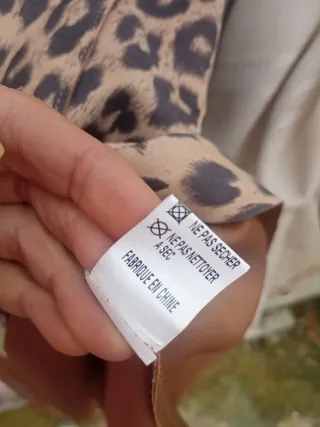 NE PAS SECHER
NE PAS NETTOYER
A SEC
FABRIQUE EN CHINE